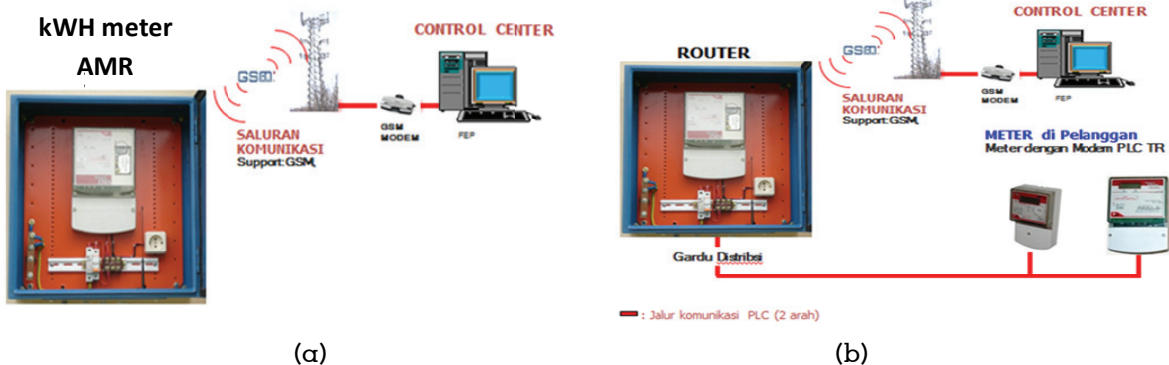 kWH meter
AMR
CONTROL CENTER
GSM
SALURAN
KOMUNIKASI
Support:GSM,
GSM
MODEM
FEP
(a)
ROUTER
CONTROL CENTER
GSM
SALURAN
KOMUNIKASI
Support:GSM,
GSM
MODEM
FEP
METER di Pelanggan
Meter dengan Modem PLC TR
Gardu Distribsi
: Jalur komunikasi PLC (2 arah)
(b)